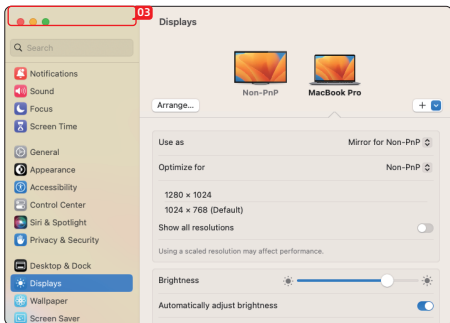 03
Displays
Search
Notifications
Sound
Focus
Screen Time
General
Appearance
Accessibility
Control Center
Siri & Spotlight
Privacy & Security
Desktop & Dock
Displays
Wallpaper
Screen Saver
Non-PnP
MacBook Pro
Arrange...
+
Use as
Mirror for Non-PnP
Optimize for
Non-PnP
1280 × 1024
1024 × 768 (Default)
Show all resolutions
Using a scaled resolution may affect performance.
Brightness
Automatically adjust brightness